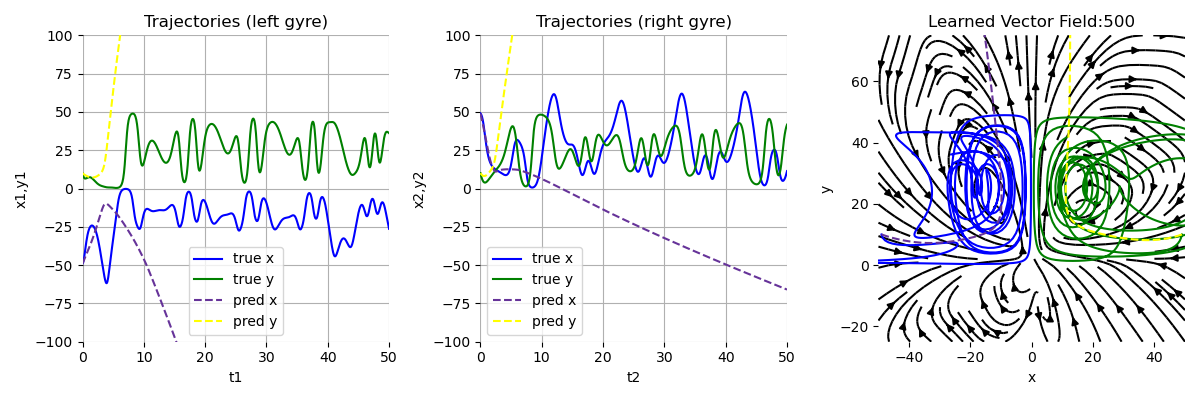 Trajectories (left gyre)
x1,y1
100
75
50
25
0
−25
−50
−75
−100
0
10
20
30
40
50
t1
true x
true y
pred x
pred y
Trajectories (right gyre)
x2,y2
100
75
50
25
0
−25
−50
−75
−100
0
10
20
30
40
50
t2
true x
true y
pred x
pred y
Learned Vector Field:500
y
60
40
20
0
−20
−40
−20
0
20
40
x